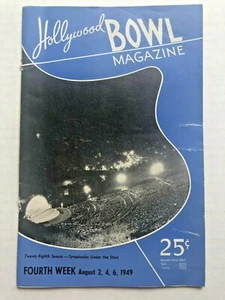 Hollywood BOWL
MAGAZINE
25¢
Twenty-Eighth Season — Symphonies Under the Stars
FOURTH WEEK August 2, 4, 6, 1949